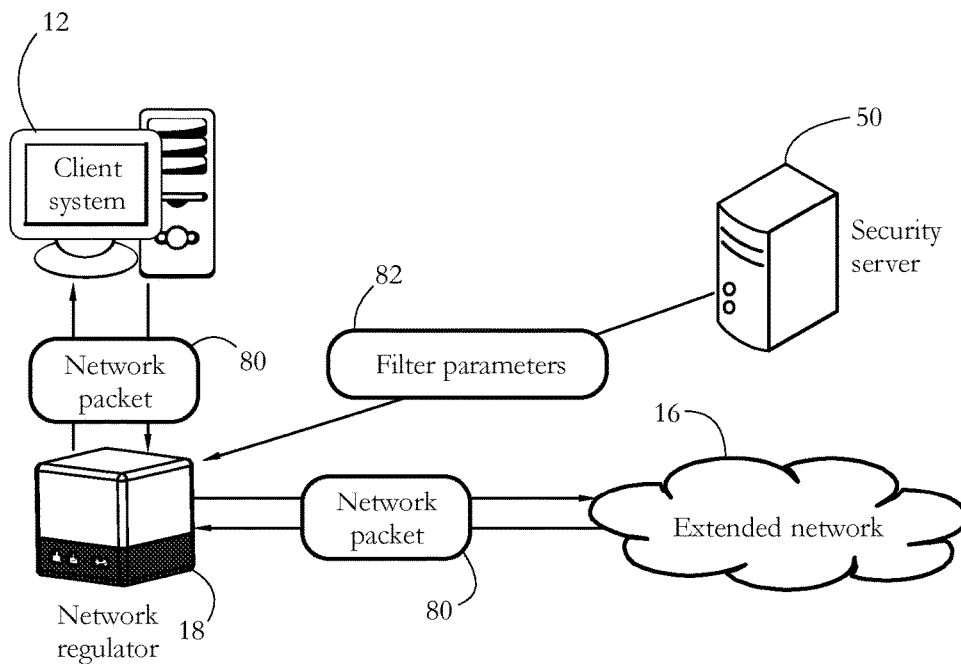 12
Client
system
50
Security
server
82
Filter parameters
Network
packet
80
16
Network
packet
Extended network
80
Network
regulator
18